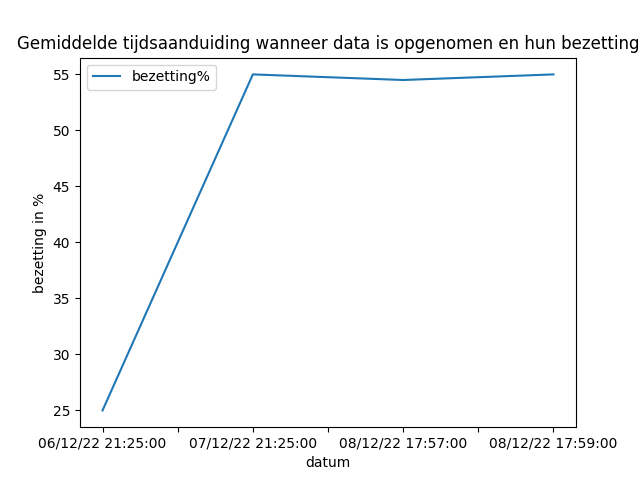 Gemiddelde tijdsaanduiding wanneer data is opgenomen en hun bezetting
bezetting%
55
50
45
40
35
30
25
bezetting in %
06/12/22 21:25:00 07/12/22 21:25:00 08/12/22 17:57:00 08/12/22 17:59:00
datum